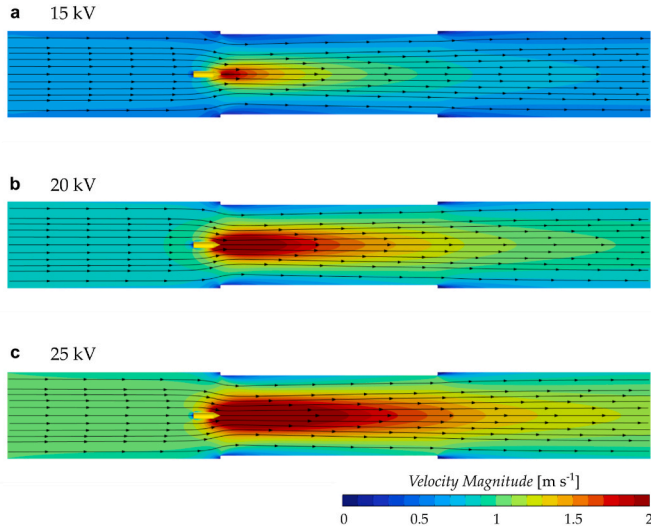 a 15 kV
b 20 kV
c 25 kV
Velocity Magnitude [m s⁻¹]
0 0.5 1 1.5 2